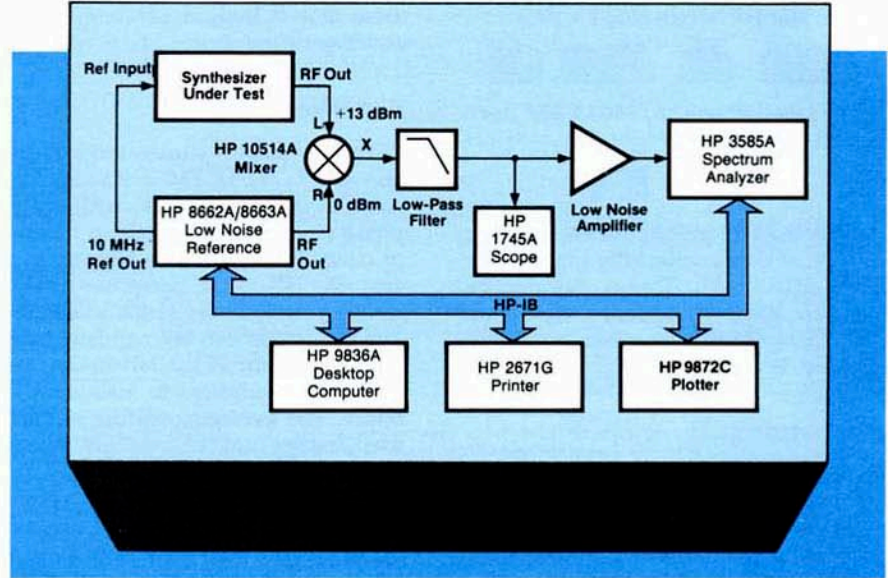 Ref Input
Synthesizer
Under Test
RF Out
L
+13 dBm
HP 10514A
Mixer
X
R
0 dBm
Low-Pass
Filter
HP
1745A
Scope
Low Noise
Amplifier
HP 3585A
Spectrum
Analyzer
HP 8662A/8663A
Low Noise
Reference
10 MHz
Ref Out
RF
Out
HP-IB
HP 9836A
Desktop
Computer
HP 2671G
Printer
HP 9872C
Plotter